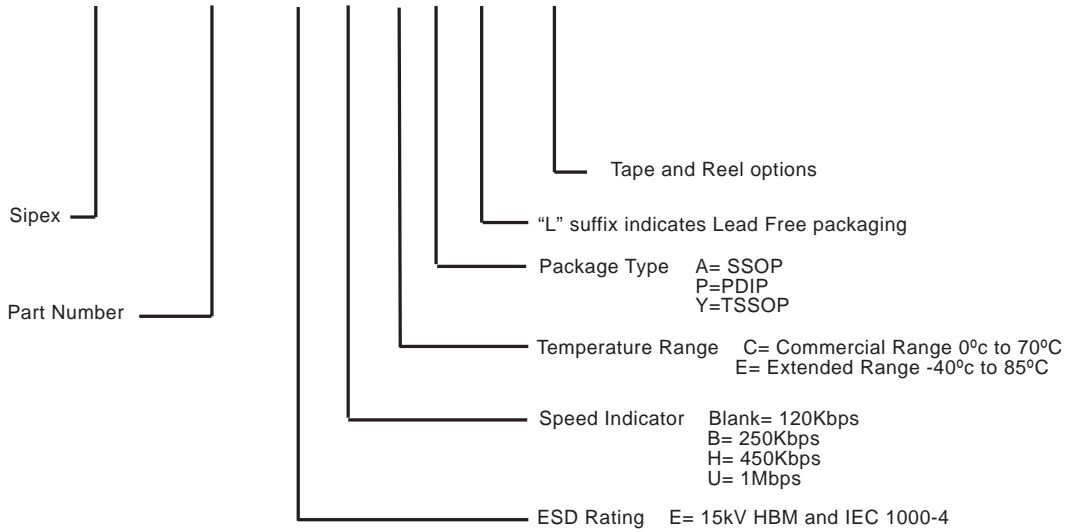 Tape and Reel options
Sipex
“L” suffix indicates Lead Free packaging
Package Type A= SSOP
P=PDIP
Y=TSSOP
Part Number
Temperature Range C= Commercial Range 0ºc to 70ºC
E= Extended Range -40ºc to 85ºC
Speed Indicator Blank= 120Kbps
B= 250Kbps
H= 450Kbps
U= 1Mbps
ESD Rating E= 15kV HBM and IEC 1000-4